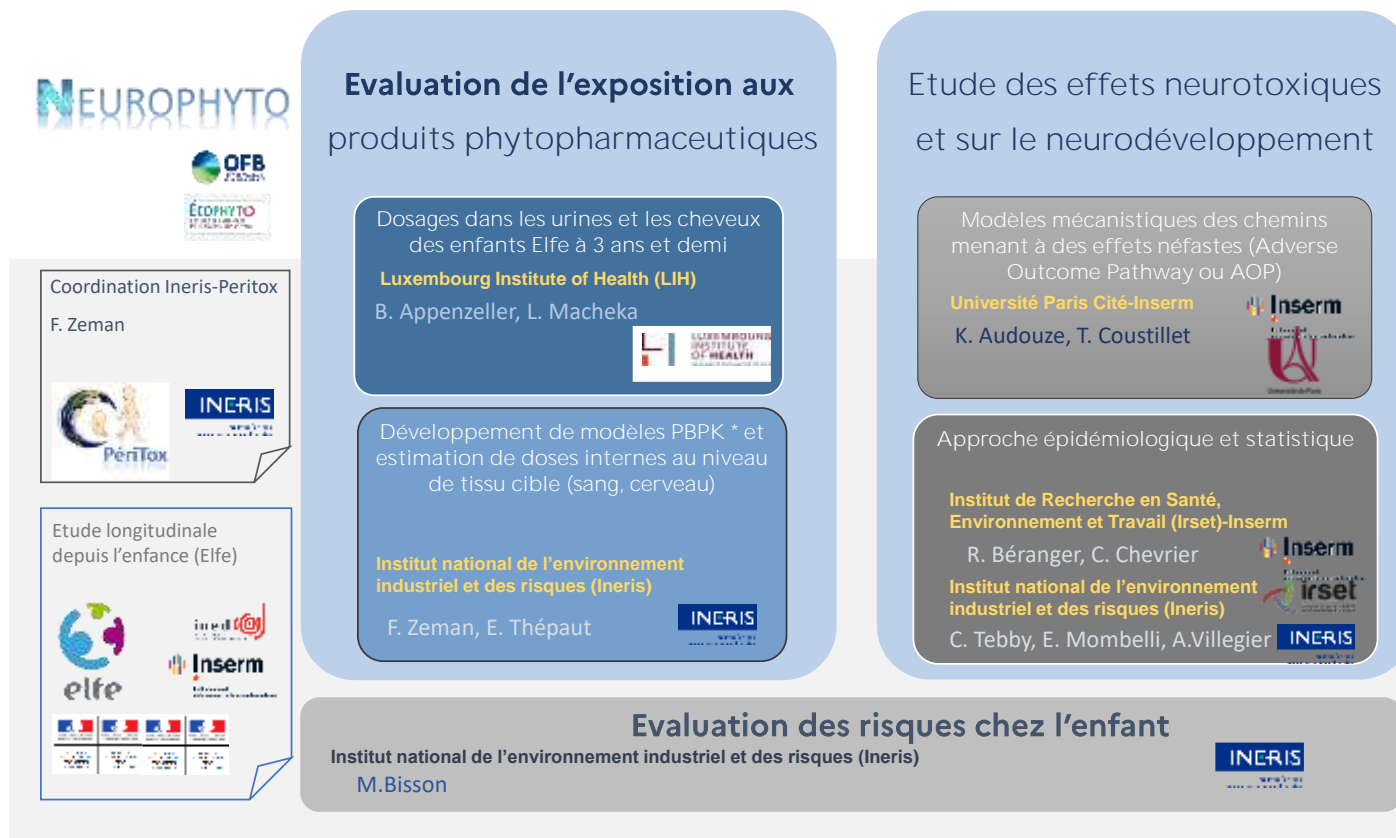 NEUROPHYTO
OFB
ÉCOPHYTO
Coordination Ineris-Peritox
F. Zeman
PériTox
INERIS
Etude longitudinale
depuis l’enfance (Elfe)
elfe
ined
Inserm
Evaluation de l’exposition aux
produits phytopharmaceutiques
Dosages dans les urines et les cheveux
des enfants Elfe à 3 ans et demi
Luxembourg Institute of Health (LIH)
B. Appenzeller, L. Macheka
LUXEMBOURG
INSTITUTE
OF HEALTH
Développement de modèles PBPK * et
estimation de doses internes au niveau
de tissu cible (sang, cerveau)
Institut national de l’environnement
industriel et des risques (Ineris)
F. Zeman, E. Thépaut
INERIS
Etude des effets neurotoxiques
et sur le neurodéveloppement
Modèles mécanistiques des chemins
menant à des effets néfastes (Adverse
Outcome Pathway ou AOP)
Université Paris Cité-Inserm
Inserm
K. Audouze, T. Coustillet
Université de Paris
Approche épidémiologique et statistique
Institut de Recherche en Santé,
Environnement et Travail (Irset)-Inserm
R. Béranger, C. Chevrier
Inserm
irset
Institut national de l’environnement
industriel et des risques (Ineris)
C. Tebby, E. Mombelli, A.Villegier
INERIS
Evaluation des risques chez l’enfant
Institut national de l’environnement industriel et des risques (Ineris)
M.Bisson
INERIS